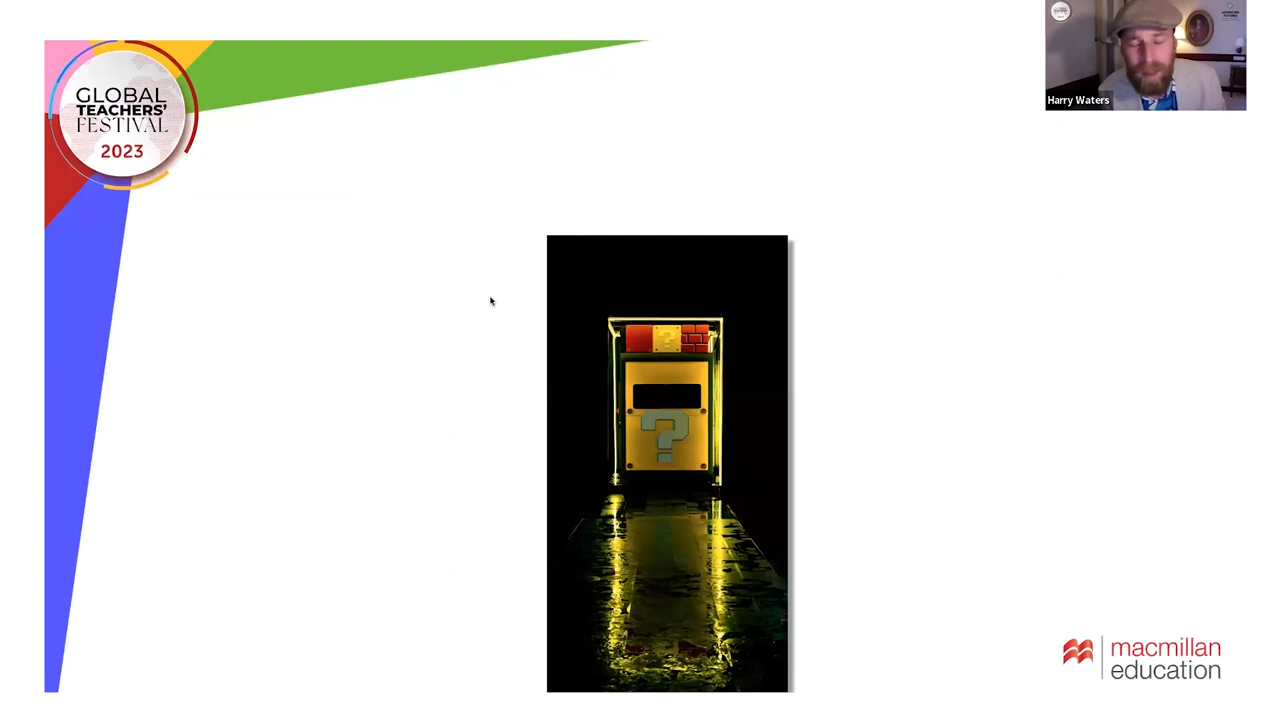 GLOBAL
TEACHERS'
FESTIVAL
2023
Harry Waters
?
?
macmillan
education